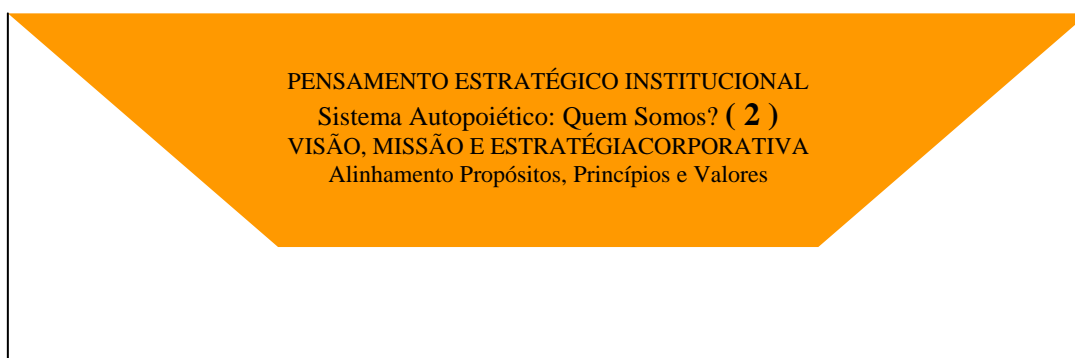 PENSAMENTO ESTRATÉGICO INSTITUCIONAL
Sistema Autopoiético: Quem Somos? ( 2 )
VISÃO, MISSÃO E ESTRATÉGIACORPORATIVA
Alinhamento Propósitos, Princípios e Valores